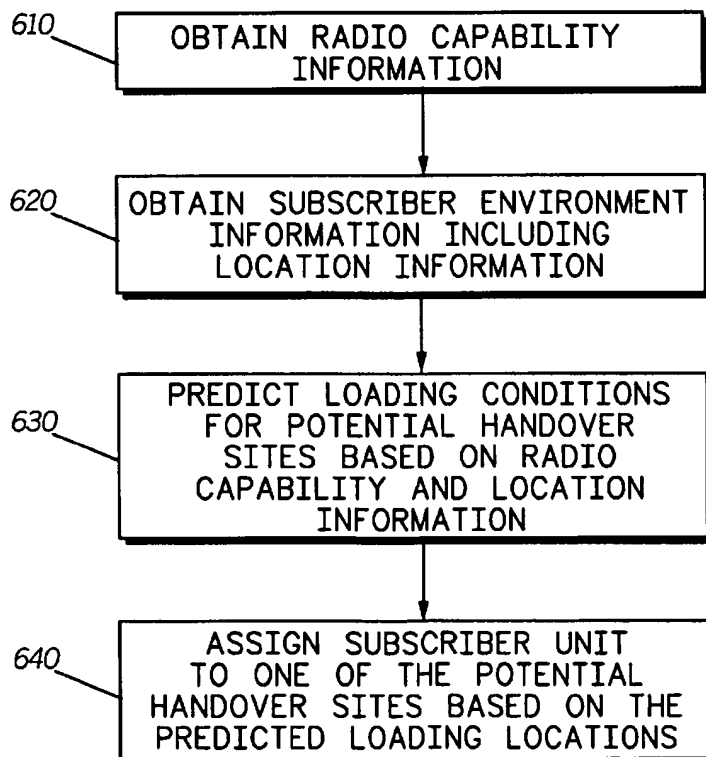 610
OBTAIN RADIO CAPABILITY
INFORMATION
620
OBTAIN SUBSCRIBER ENVIRONMENT
INFORMATION INCLUDING
LOCATION INFORMATION
630
PREDICT LOADING CONDITIONS
FOR POTENTIAL HANDOVER
SITES BASED ON RADIO
CAPABILITY AND LOCATION
INFORMATION
640
ASSIGN SUBSCRIBER UNIT
TO ONE OF THE POTENTIAL
HANDOVER SITES BASED ON THE
PREDICTED LOADING LOCATIONS